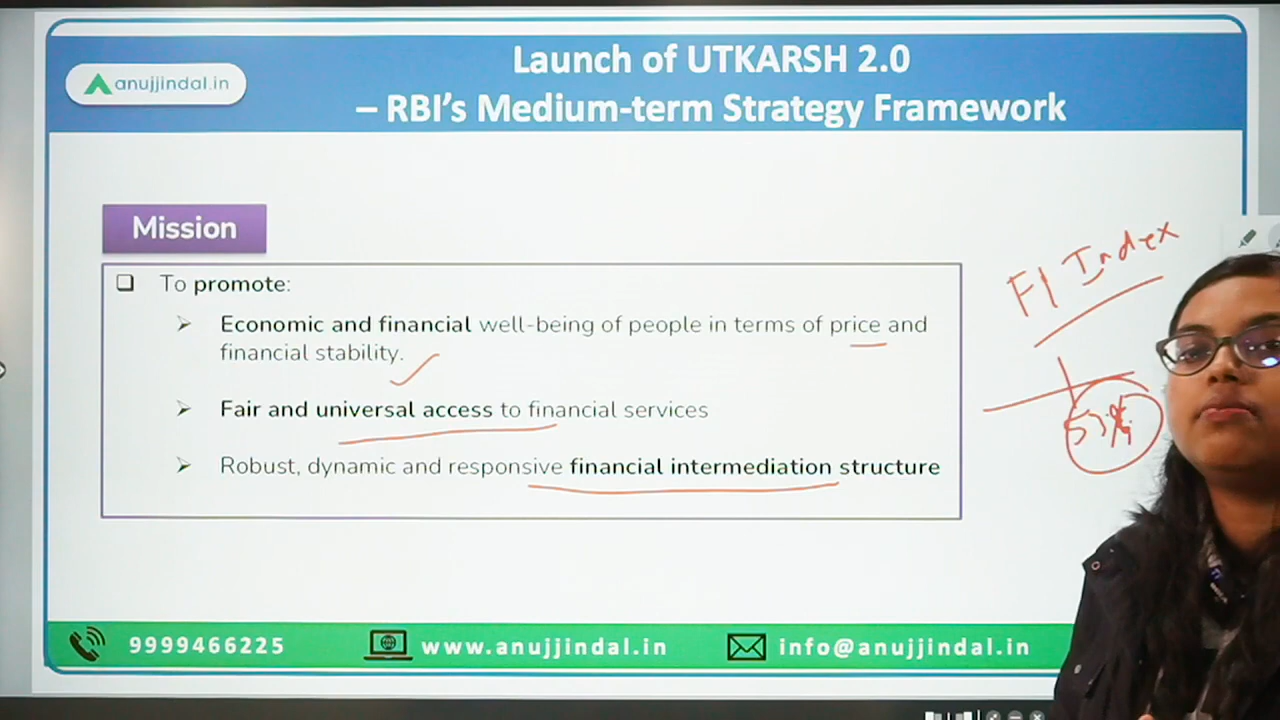 anujjindal.in
Launch of UTKARSH 2.0
– RBI's Medium-term Strategy Framework
Mission
To promote:
Economic and financial well-being of people in terms of price and
financial stability.
Fair and universal access to financial services
Robust, dynamic and responsive financial intermediation structure
FI Index
9999466225
www.anujjindal.in
info@anujjindal.in